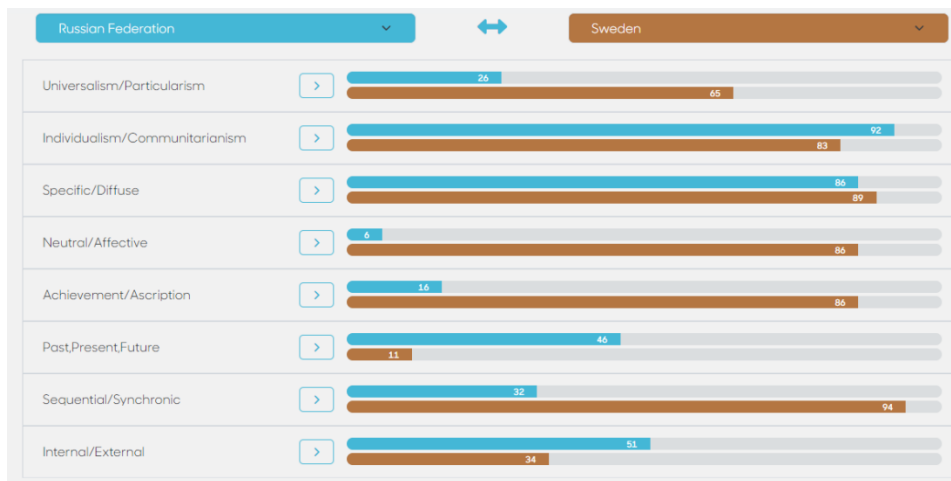 Russian Federation
Sweden
Universalism/Particularism
26
65
Individualism/Communitarianism
92
83
Specific/Diffuse
86
89
Neutral/Affective
6
86
Achievement/Ascription
16
86
Past,Present,Future
46
11
Sequential/Synchronic
32
94
Internal/External
51
34